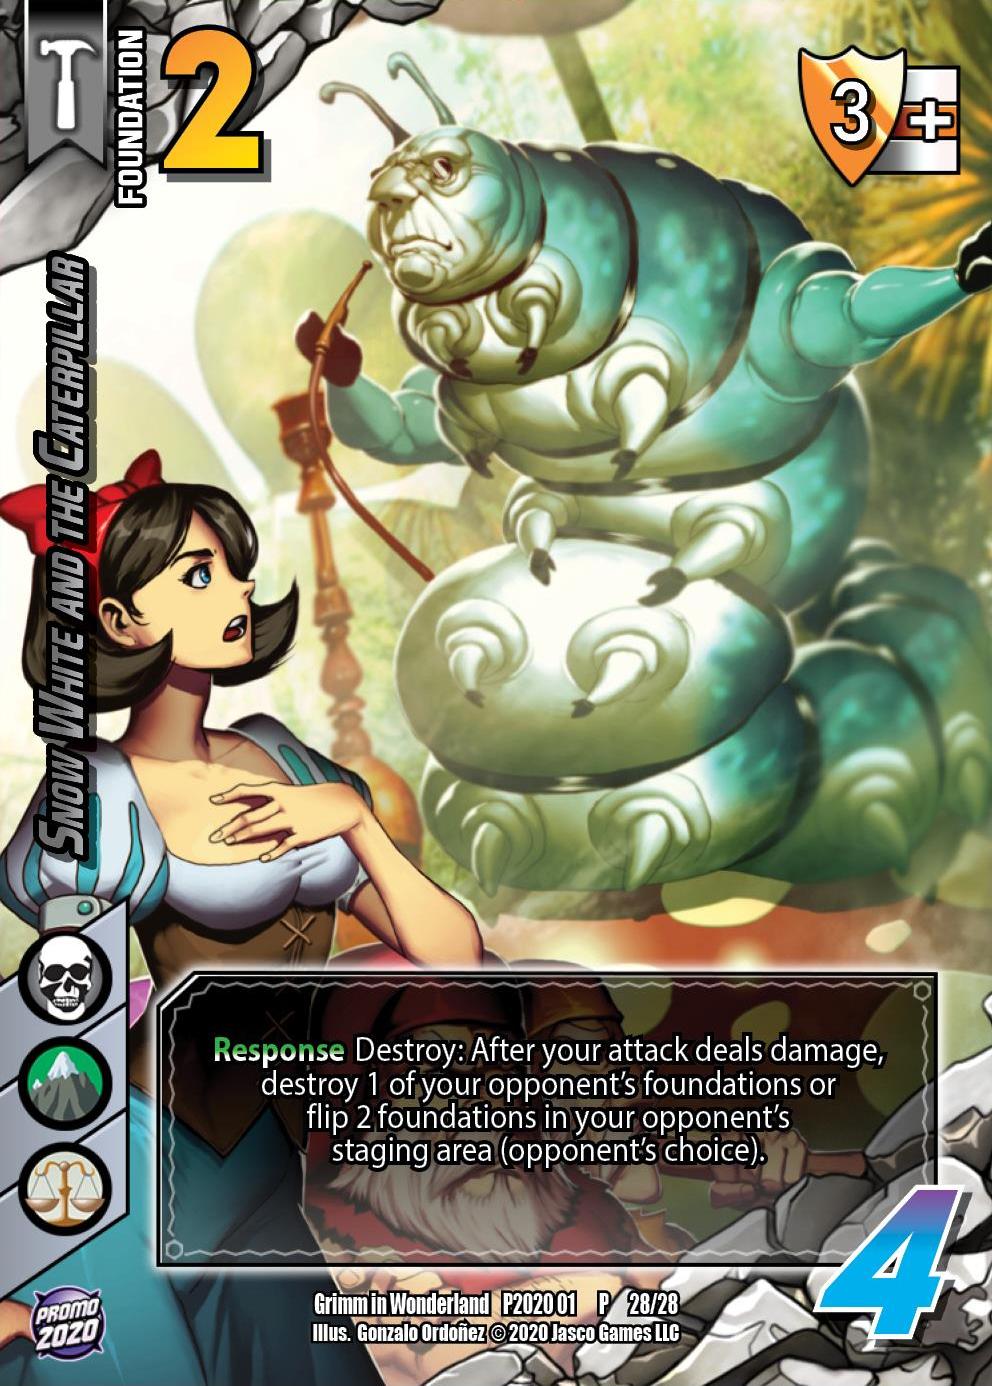 FOUNDATION
2
3
+
SNOW WHITE AND THE CATERPILLAR
Response Destroy: After your attack deals damage,
destroy 1 of your opponent's foundations or
flip 2 foundations in your opponent's
staging area (opponent's choice).
4
PROMO
2020
Grimm in Wonderland P2020 01 P 28/28
Illus. Gonzalo Ordoñez © 2020 Jasco Games LLC